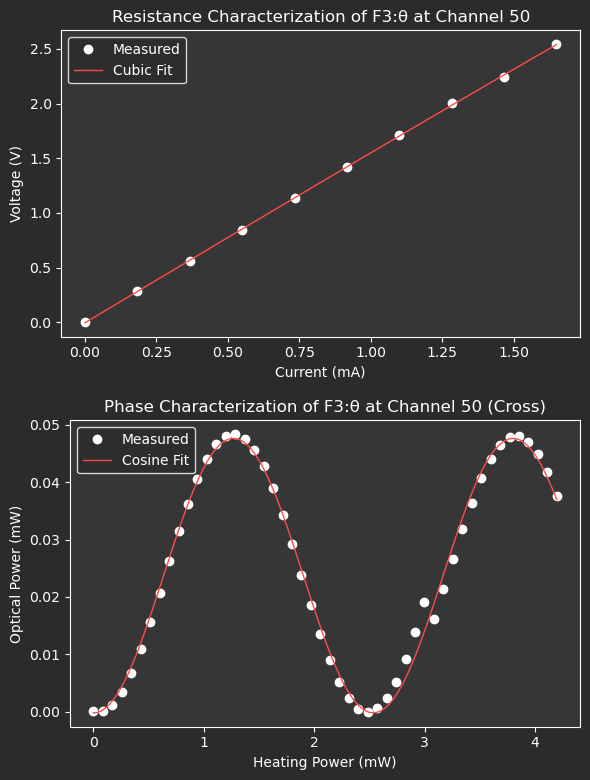 Resistance Characterization of F3:θ at Channel 50
Measured
Cubic Fit
Voltage (V)
2.5
2.0
1.5
1.0
0.5
0.0
0.00 0.25 0.50 0.75 1.00 1.25 1.50
Current (mA)
Phase Characterization of F3:θ at Channel 50 (Cross)
Measured
Cosine Fit
Optical Power (mW)
0.05
0.04
0.03
0.02
0.01
0.00
0 1 2 3 4
Heating Power (mW)